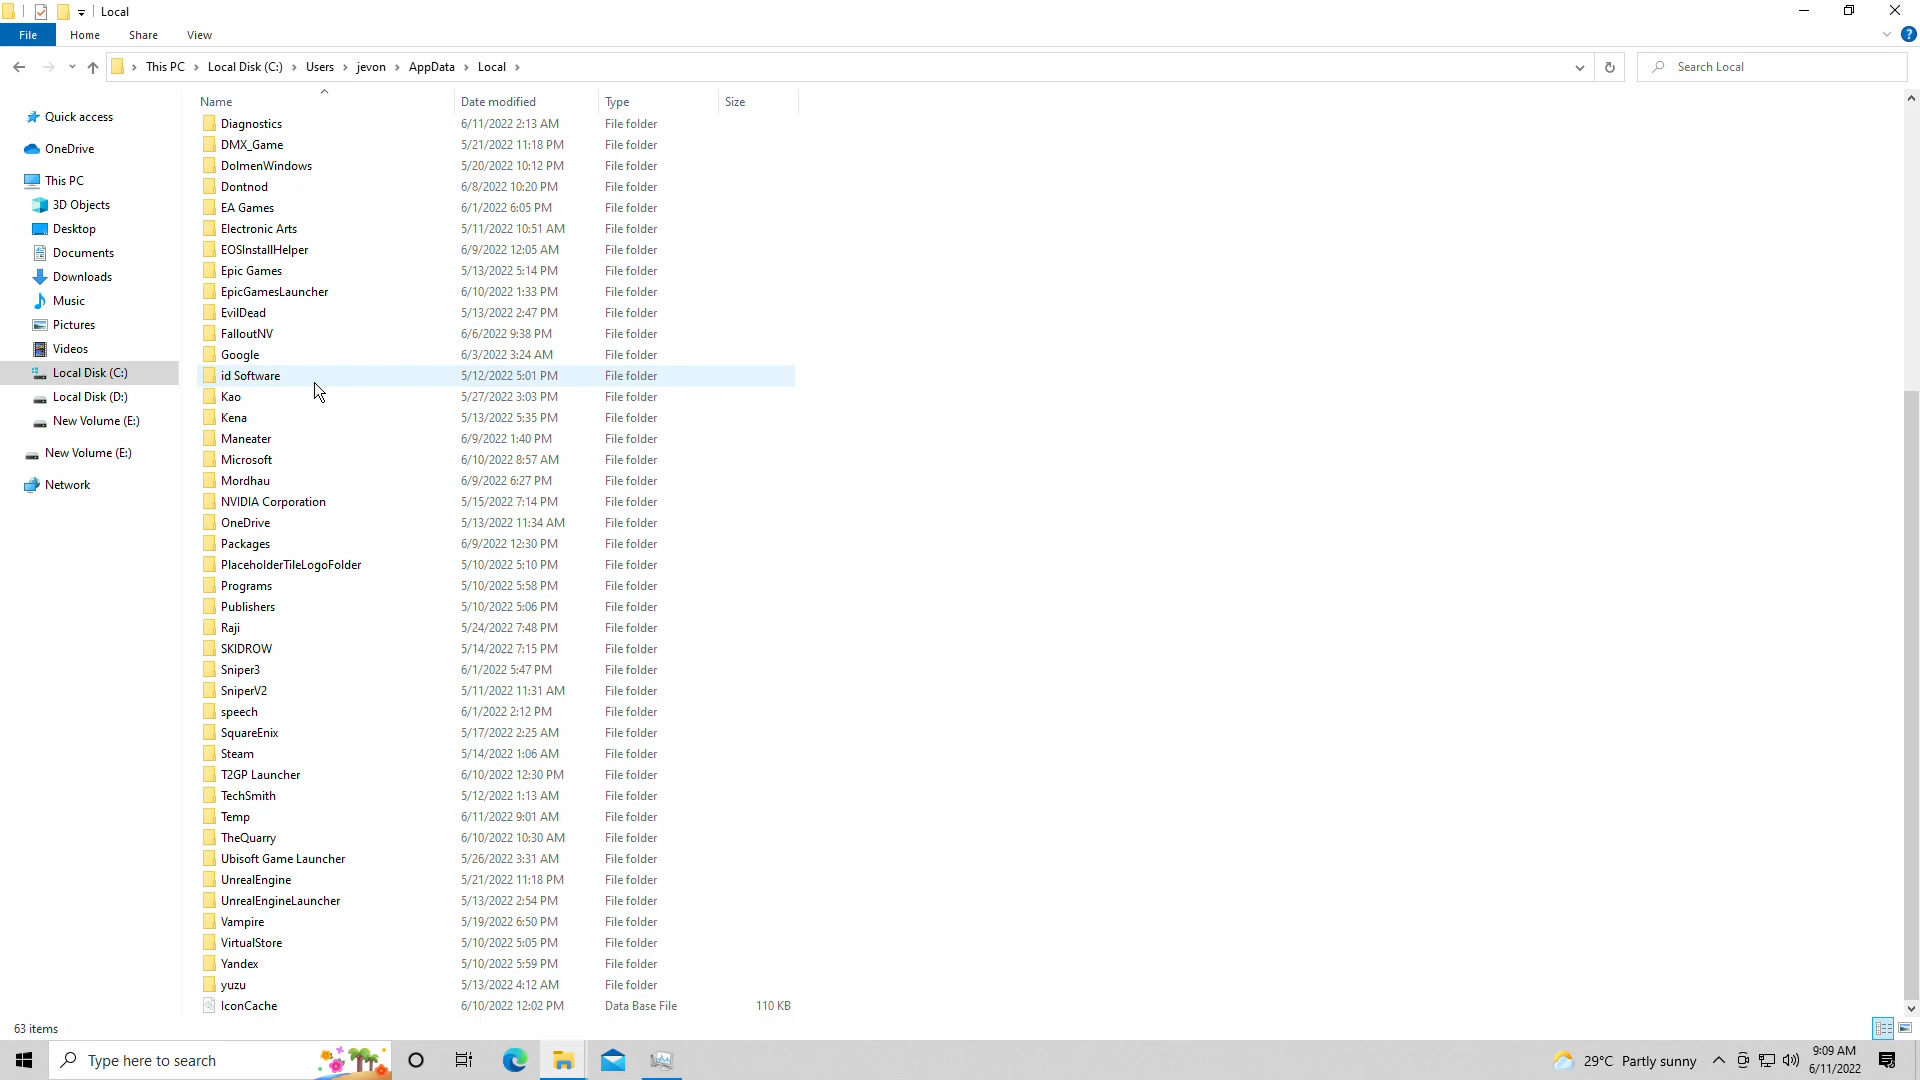 Local
File Home Share View
This PC Local Disk (C:) Users jevon AppData Local
Search Local
Name Date modified Type Size
Quick access
OneDrive
This PC
3D Objects
Desktop
Documents
Downloads
Music
Pictures
Videos
Local Disk (C:)
Local Disk (D:)
New Volume (E:)
New Volume (E:)
Network
Diagnostics 6/11/2022 2:13 AM File folder
DMX_Game 5/21/2022 11:18 PM File folder
DolmenWindows 5/20/2022 10:12 PM File folder
Dontnod 6/8/2022 10:20 PM File folder
EA Games 6/1/2022 6:05 PM File folder
Electronic Arts 5/11/2022 10:51 AM File folder
EOSInstallHelper 6/9/2022 12:05 AM File folder
Epic Games 5/13/2022 5:14 PM File folder
EpicGamesLauncher 6/10/2022 1:33 PM File folder
EvilDead 5/13/2022 2:47 PM File folder
FalloutNV 6/6/2022 9:38 PM File folder
Google 6/3/2022 3:24 AM File folder
id Software 5/12/2022 5:01 PM File folder
Kao 5/27/2022 3:03 PM File folder
Kena 5/13/2022 5:35 PM File folder
Maneater 6/9/2022 1:40 PM File folder
Microsoft 6/10/2022 8:57 AM File folder
Mordhau 6/9/2022 6:27 PM File folder
NVIDIA Corporation 5/15/2022 7:14 PM File folder
OneDrive 5/13/2022 11:34 AM File folder
Packages 6/9/2022 12:30 PM File folder
PlaceholderTileLogoFolder 5/10/2022 5:10 PM File folder
Programs 5/10/2022 5:58 PM File folder
Publishers 5/10/2022 5:06 PM File folder
Raji 5/24/2022 7:48 PM File folder
SKIDROW 5/14/2022 7:15 PM File folder
Sniper3 6/1/2022 5:47 PM File folder
SniperV2 5/11/2022 11:31 AM File folder
speech 6/1/2022 2:12 PM File folder
SquareEnix 5/17/2022 2:25 AM File folder
Steam 5/14/2022 1:06 AM File folder
T2GP Launcher 6/10/2022 12:30 PM File folder
TechSmith 5/12/2022 1:13 AM File folder
Temp 6/11/2022 9:01 AM File folder
TheQuarry 6/10/2022 10:30 AM File folder
Ubisoft Game Launcher 5/26/2022 3:31 AM File folder
UnrealEngine 5/21/2022 11:18 PM File folder
UnrealEngineLauncher 5/13/2022 2:54 PM File folder
Vampire 5/19/2022 6:50 PM File folder
VirtualStore 5/10/2022 5:05 PM File folder
Yandex 5/10/2022 5:59 PM File folder
yuzu 5/13/2022 4:12 AM File folder
IconCache 6/10/2022 12:02 PM Data Base File 110 KB
63 items
Type here to search
29°C Partly sunny
9:09 AM
6/11/2022